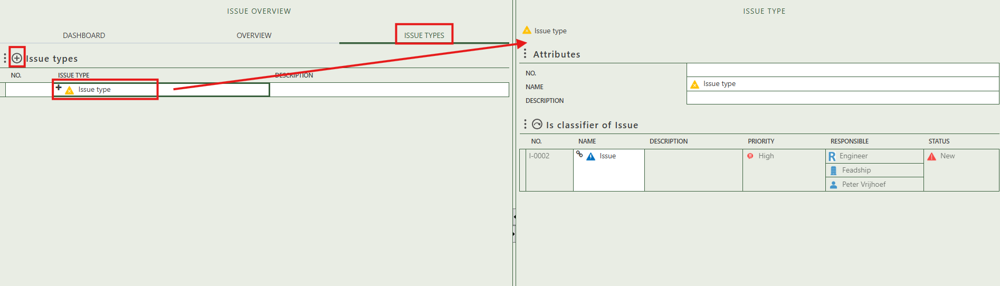 ISSUE OVERVIEW
DASHBOARD OVERVIEW ISSUE TYPES
Issue types
NO. ISSUE TYPE DESCRIPTION
Issue type
ISSUE TYPE
Issue type
Attributes
NO.
NAME Issue type
DESCRIPTION
Is classifier of Issue
NO. NAME DESCRIPTION PRIORITY RESPONSIBLE STATUS
I-0002 Issue High R Engineer New
Feadship
Peter Vrijhoef